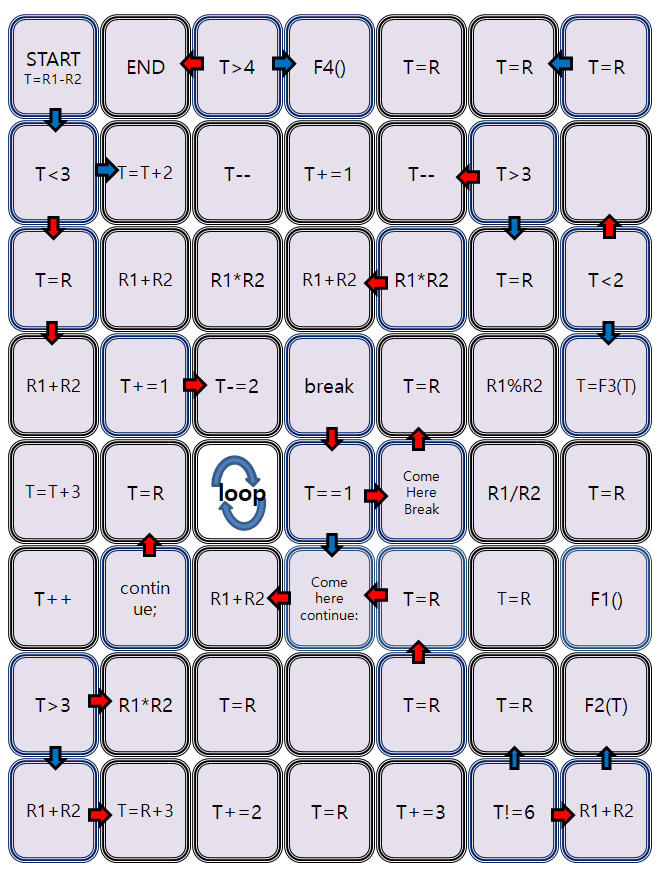 START
T=R1-R2
END
T>4
F4()
T=R
T=R
T=R
T<3
T=T+2
T--
T+=1
T--
T>3
T=R
R1+R2
R1*R2
R1+R2
R1*R2
T=R
T<2
R1+R2
T+=1
T-=2
break
T=R
R1%R2
T=F3(T)
T=T+3
T=R
loop
T==1
Come
Here
Break
R1/R2
T=R
T++
contin
ue;
R1+R2
Come
here
continue:
T=R
T=R
F1()
T>3
R1*R2
T=R
T=R
T=R
F2(T)
R1+R2
T=R+3
T+=2
T=R
T+=3
T!=6
R1+R2